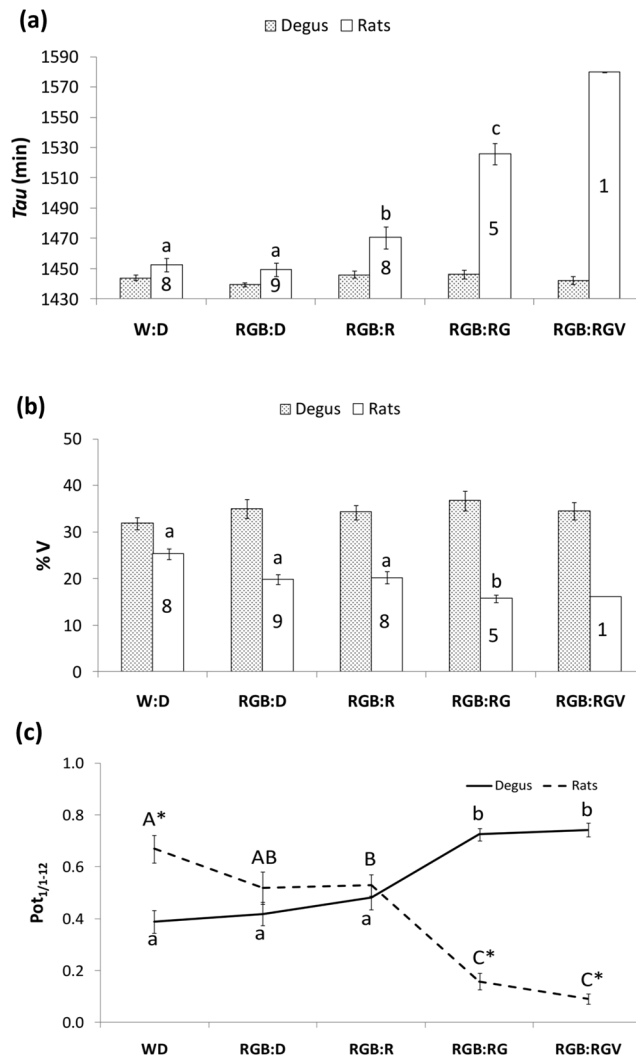 (a)
Degus Rats
1590
1570
1550
1530
1510
1490
1470
1450
1430
Tau (min)
a a b c
8 9 8 5 1
W:D RGB:D RGB:R RGB:RG RGB:RGV
(b)
Degus Rats
50
40
30
20
10
0
% V
a a a b
8 9 8 5 1
W:D RGB:D RGB:R RGB:RG RGB:RGV
(c)
1.0
0.8
0.6
0.4
0.2
0.0
Pot1/1-12
Degus Rats
A* AB B b b
a a a C* C*
WD RGB:D RGB:R RGB:RG RGB:RGV